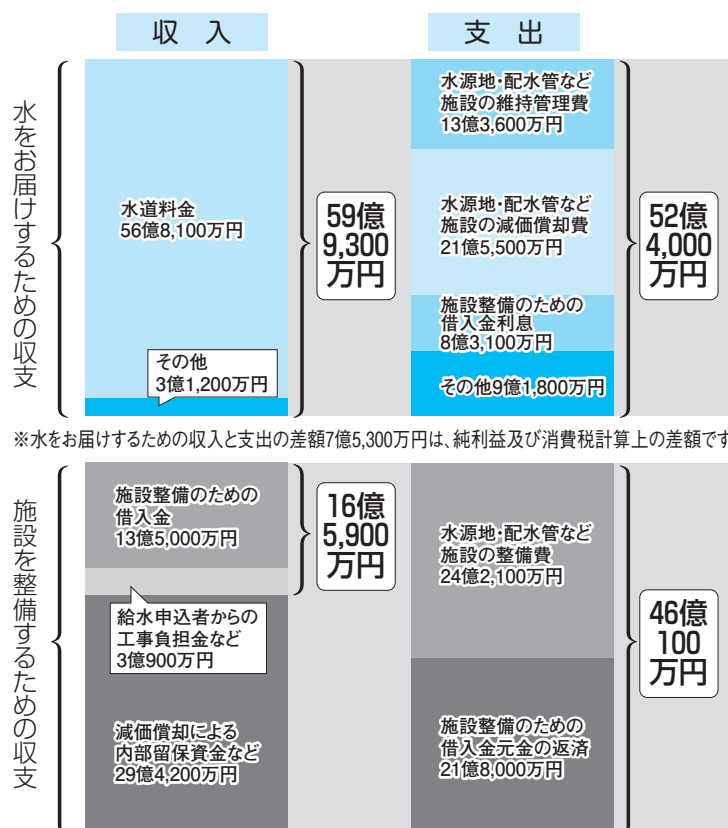 収入
支出
水をお届けするための収支
水道料金
56億8,100万円
その他
3億1,200万円
59億
9,300
万円
水源地・配水管など
施設の維持管理費
13億3,600万円
水源地・配水管など
施設の減価償却費
21億5,500万円
施設整備のための
借入金利息
8億3,100万円
その他9億1,800万円
52億
4,000
万円
※水をお届けするための収入と支出の差額7億5,300万円は、純利益及び消費税計算上の差額です
施設を整備するための収支
施設整備のための
借入金
13億5,000万円
給水申込者からの
工事負担金など
3億900万円
減価償却による
内部留保資金など
29億4,200万円
16億
5,900
万円
水源地・配水管など
施設の整備費
24億2,100万円
施設整備のための
借入金元金の返済
21億8,000万円
46億
100
万円